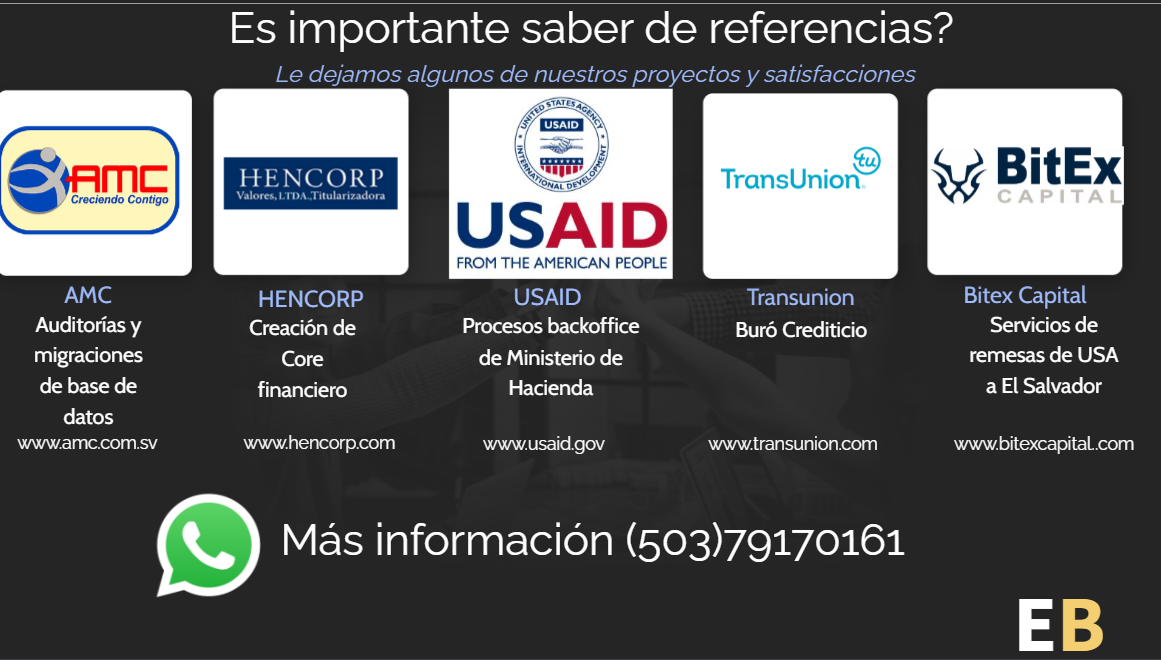 Es importante saber de referencias?
Le dejamos algunos de nuestros proyectos y satisfacciones
AMC
Creciendo Contigo
HENCORP
Valores, LTDA., Titularizadora
UNITED STATES AGENCY
USAID
INTERNATIONAL DEVELOPMENT
USAID
FROM THE AMERICAN PEOPLE
tu
TransUnion
BitEx
CAPITAL
AMC
Auditorías y
migraciones
de base de
datos
www.amc.com.sv
HENCORP
Creación de
Core
financiero
www.hencorp.com
USAID
Procesos backoffice
de Ministerio de
Hacienda
www.usaid.gov
Transunion
Buró Crediticio
www.transunion.com
Bitex Capital
Servicios de
remesas de USA
a El Salvador
www.bitexcapital.com
Más información (503)79170161
EB